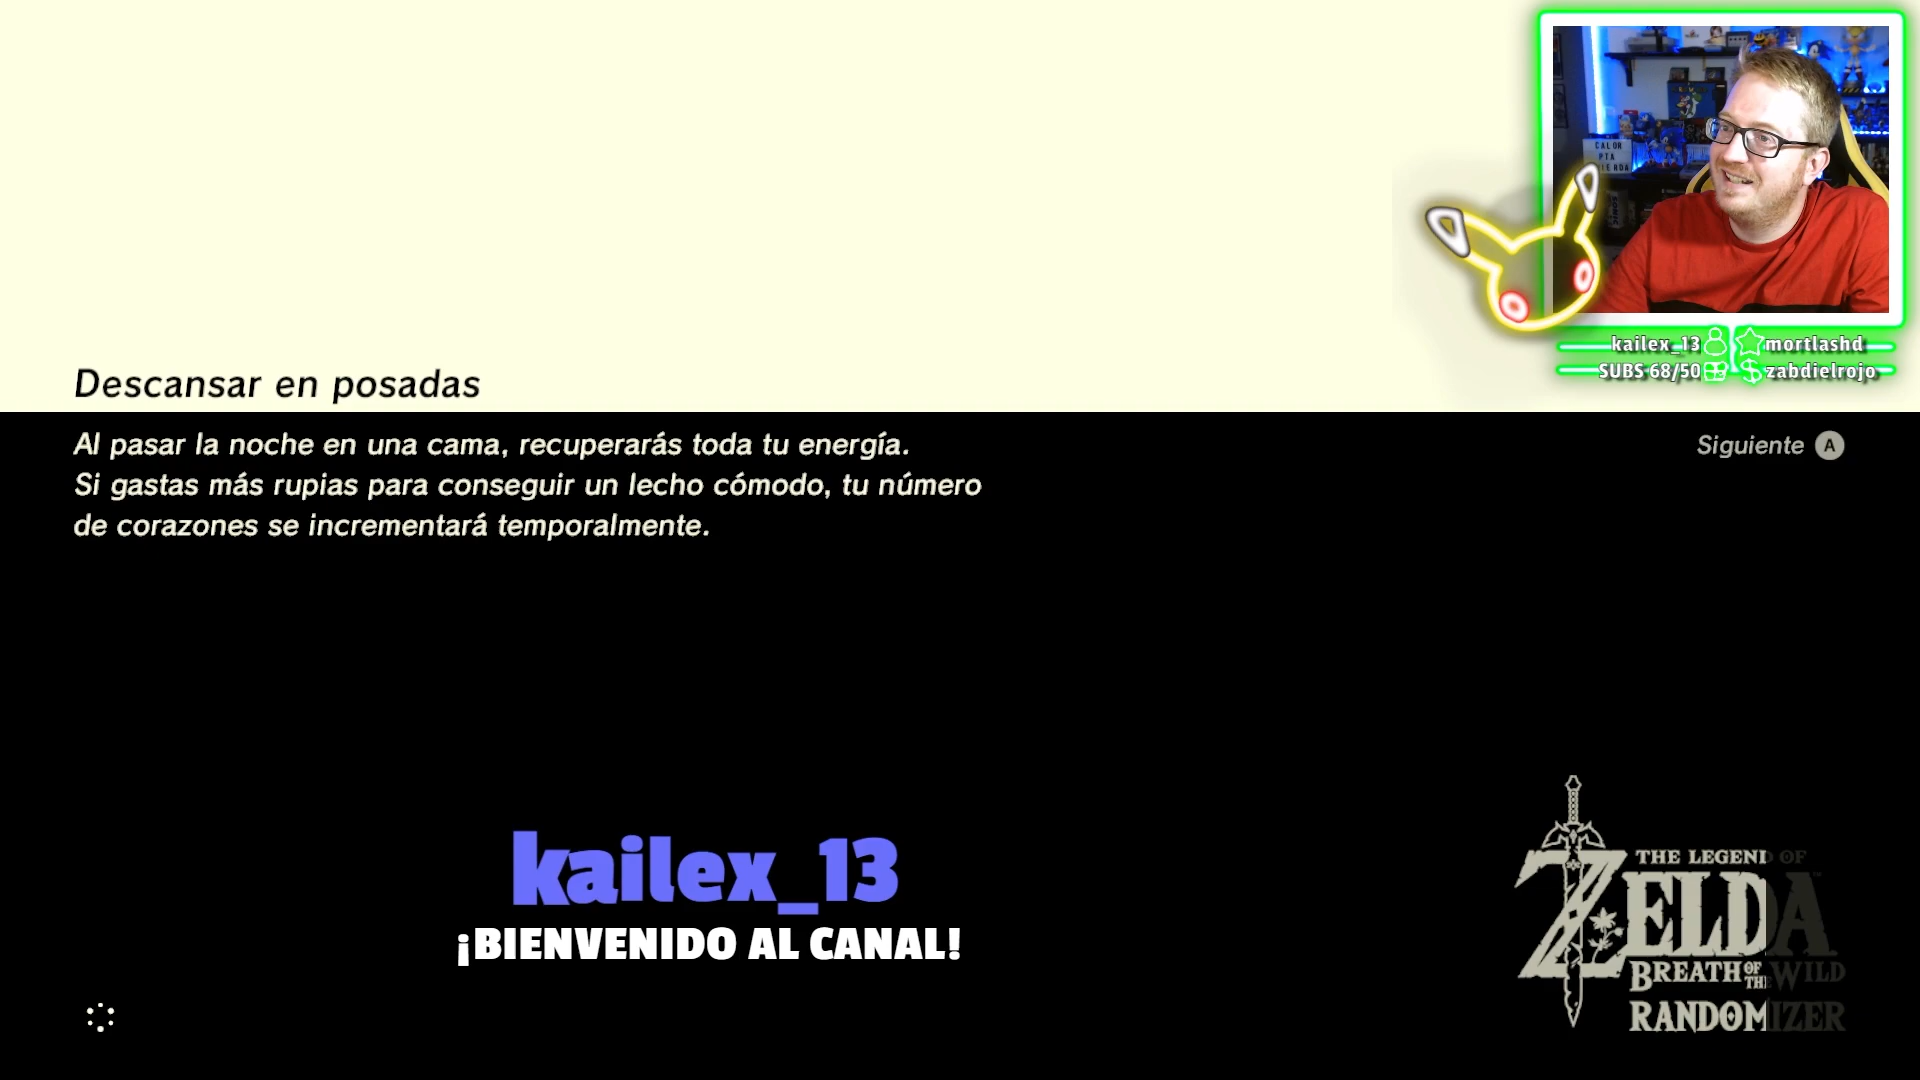 CALOR
PTA
kailex_13
mortlashd
SUBS 68/50
zabdielrojo
Descansar en posadas
Al pasar la noche en una cama, recuperarás toda tu energía.
Si gastas más rupias para conseguir un lecho cómodo, tu número
de corazones se incrementará temporalmente.
Siguiente A
kailex_13
¡BIENVENIDO AL CANAL!
THE LEGEND OF
ZELDA
BREATH OF THE WILD
RANDOMIZER